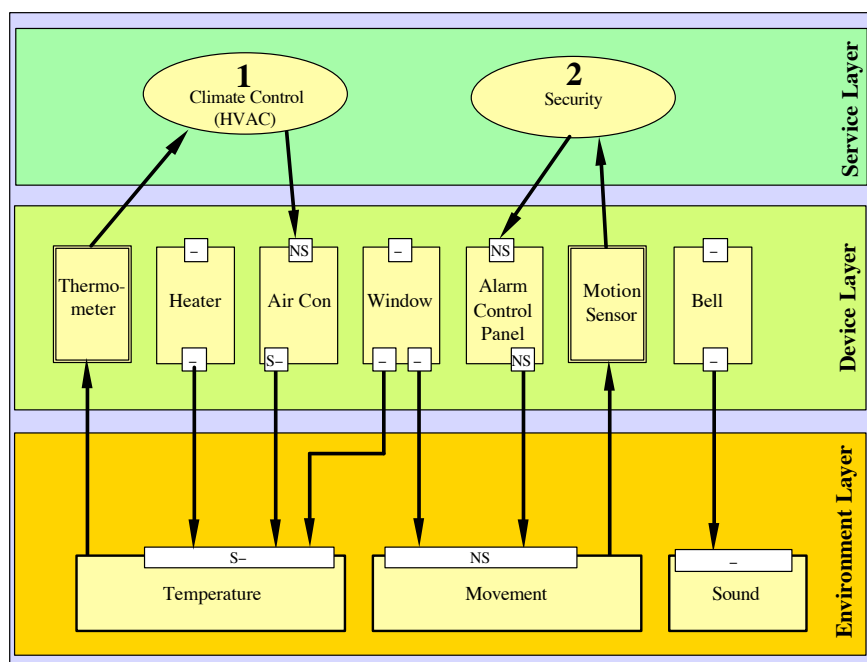 1
Climate Control
(HVAC)
2
Security
Service Layer
–
–
–
NS
NS
–
Thermo-
meter
Heater
Air Con
Window
Alarm
Control
Panel
Motion
Sensor
Bell
–
S–
–
–
NS
–
Device Layer
S–
NS
–
Temperature
Movement
Sound
Environment Layer